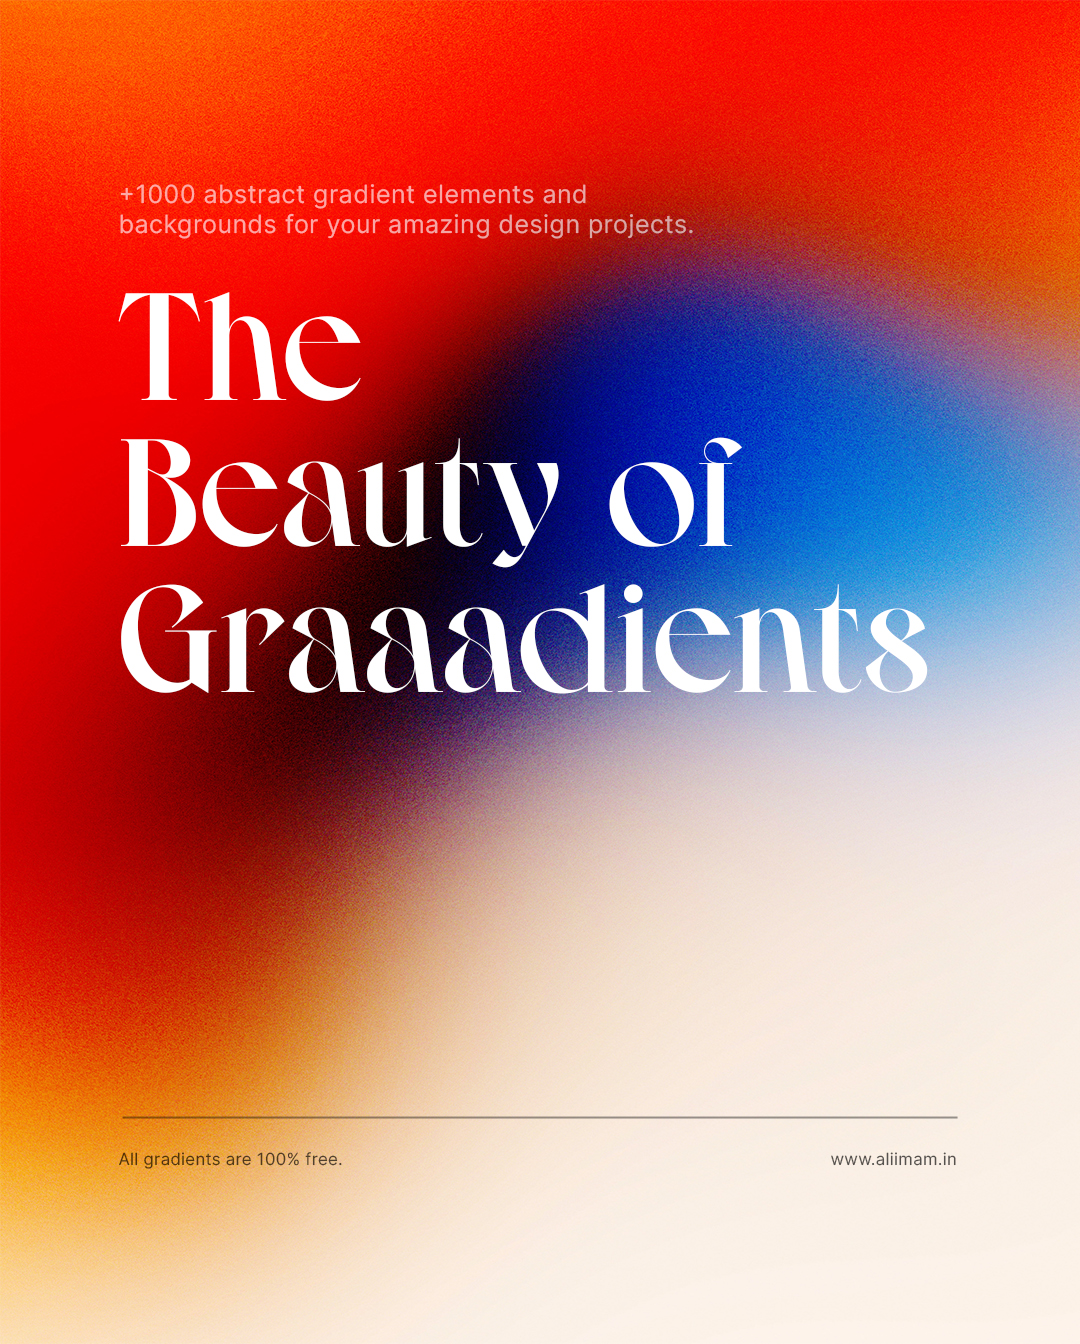 +1000 abstract gradient elements and
backgrounds for your amazing design projects.
The
Beauty of
Graaadients
All gradients are 100% free.
www.aliimam.in